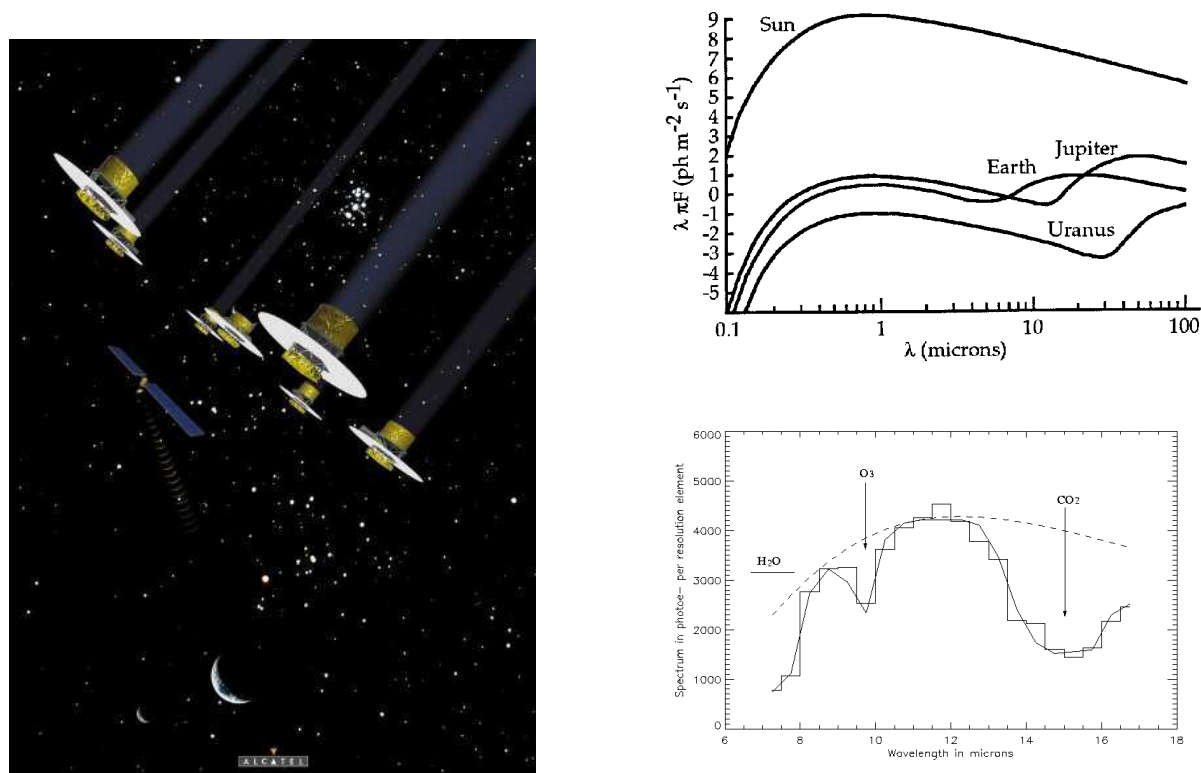 ALCATEL
9
8
7
6
5
4
3
2
1
0
-1
-2
-3
-4
-5
λ πF (ph m⁻² s⁻¹)
Sun
Earth
Jupiter
Uranus
0.1 1 10 100
λ (microns)
6000
5000
4000
3000
2000
1000
0
Spectrum in photoe- per resolution element
H₂O
O₃
CO₂
6 8 10 12 14 16 18
Wavelength in microns